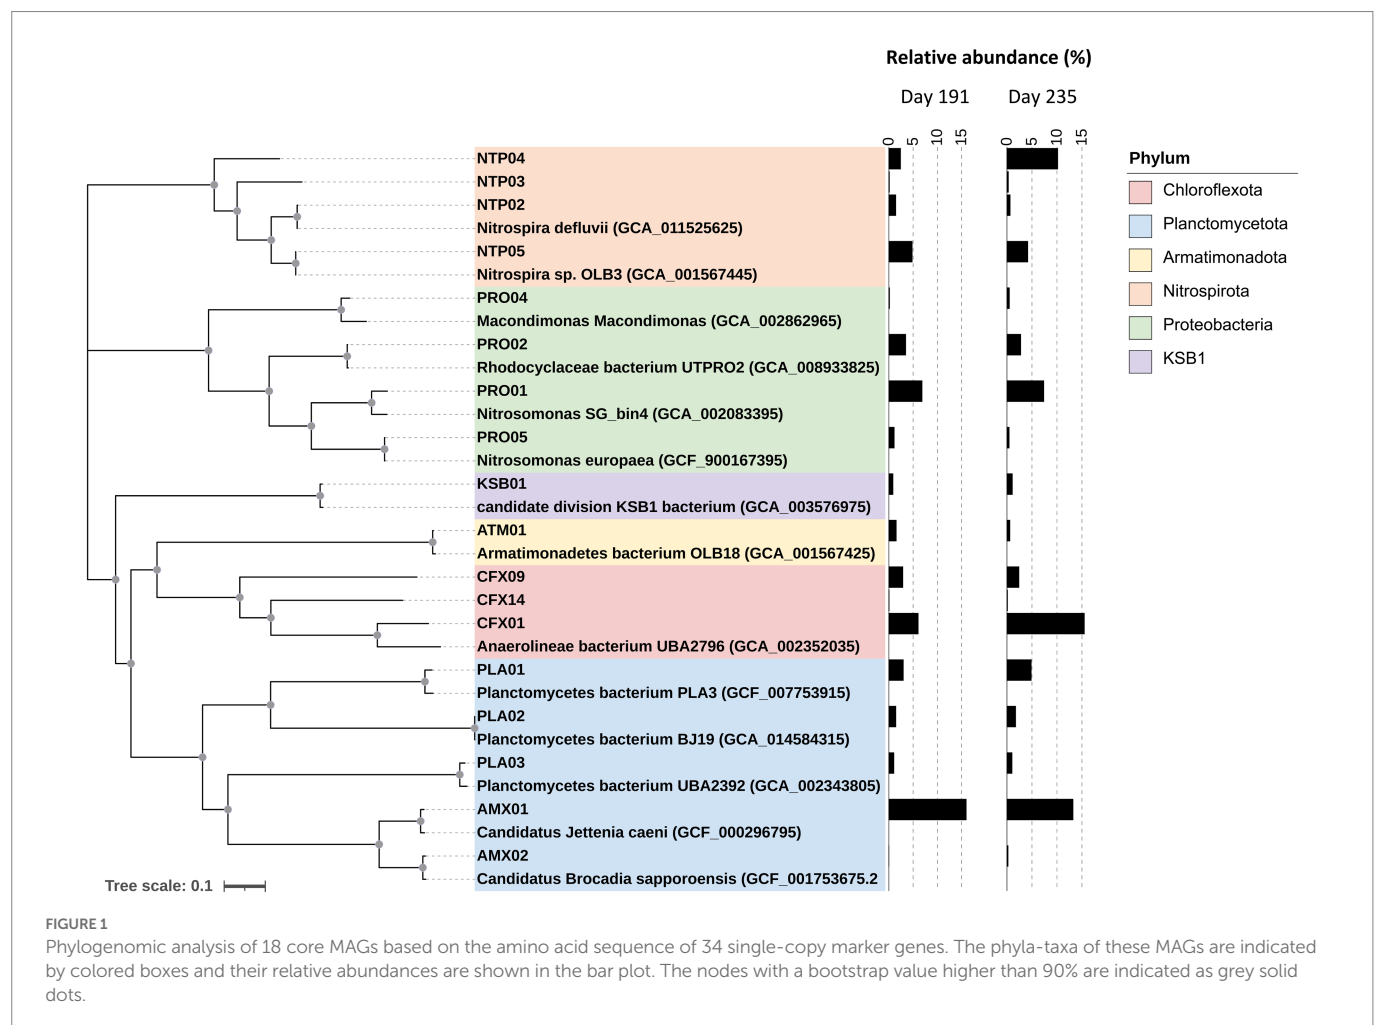 Relative abundance (%)
Day 191
Day 235
0 5 10 15
0 5 10 15
NTP04
NTP03
NTP02
Nitrospira defluvii (GCA_011525625)
NTP05
Nitrospira sp. OLB3 (GCA_001567445)
PRO04
Macondimonas Macondimonas (GCA_002862965)
PRO02
Rhodocyclaceae bacterium UTPRO2 (GCA_008933825)
PRO01
Nitrosomonas SG_bin4 (GCA_002083395)
PRO05
Nitrosomonas europaea (GCF_900167395)
KSB01
candidate division KSB1 bacterium (GCA_003576975)
ATM01
Armatimonadetes bacterium OLB18 (GCA_001567425)
CFX09
CFX14
CFX01
Anaerolineae bacterium UBA2796 (GCA_002352035)
PLA01
Planctomycetes bacterium PLA3 (GCF_007753915)
PLA02
Planctomycetes bacterium BJ19 (GCA_014584315)
PLA03
Planctomycetes bacterium UBA2392 (GCA_002343805)
AMX01
Candidatus Jettenia caeni (GCF_000296795)
AMX02
Candidatus Brocadia sapporoensis (GCF_001753675.2
Phylum
Chloroflexota
Planctomycetota
Armatimonadota
Nitrospirota
Proteobacteria
KSB1
Tree scale: 0.1
FIGURE 1
Phylogenomic analysis of 18 core MAGs based on the amino acid sequence of 34 single-copy marker genes. The phyla-taxa of these MAGs are indicated
by colored boxes and their relative abundances are shown in the bar plot. The nodes with a bootstrap value higher than 90% are indicated as grey solid
dots.